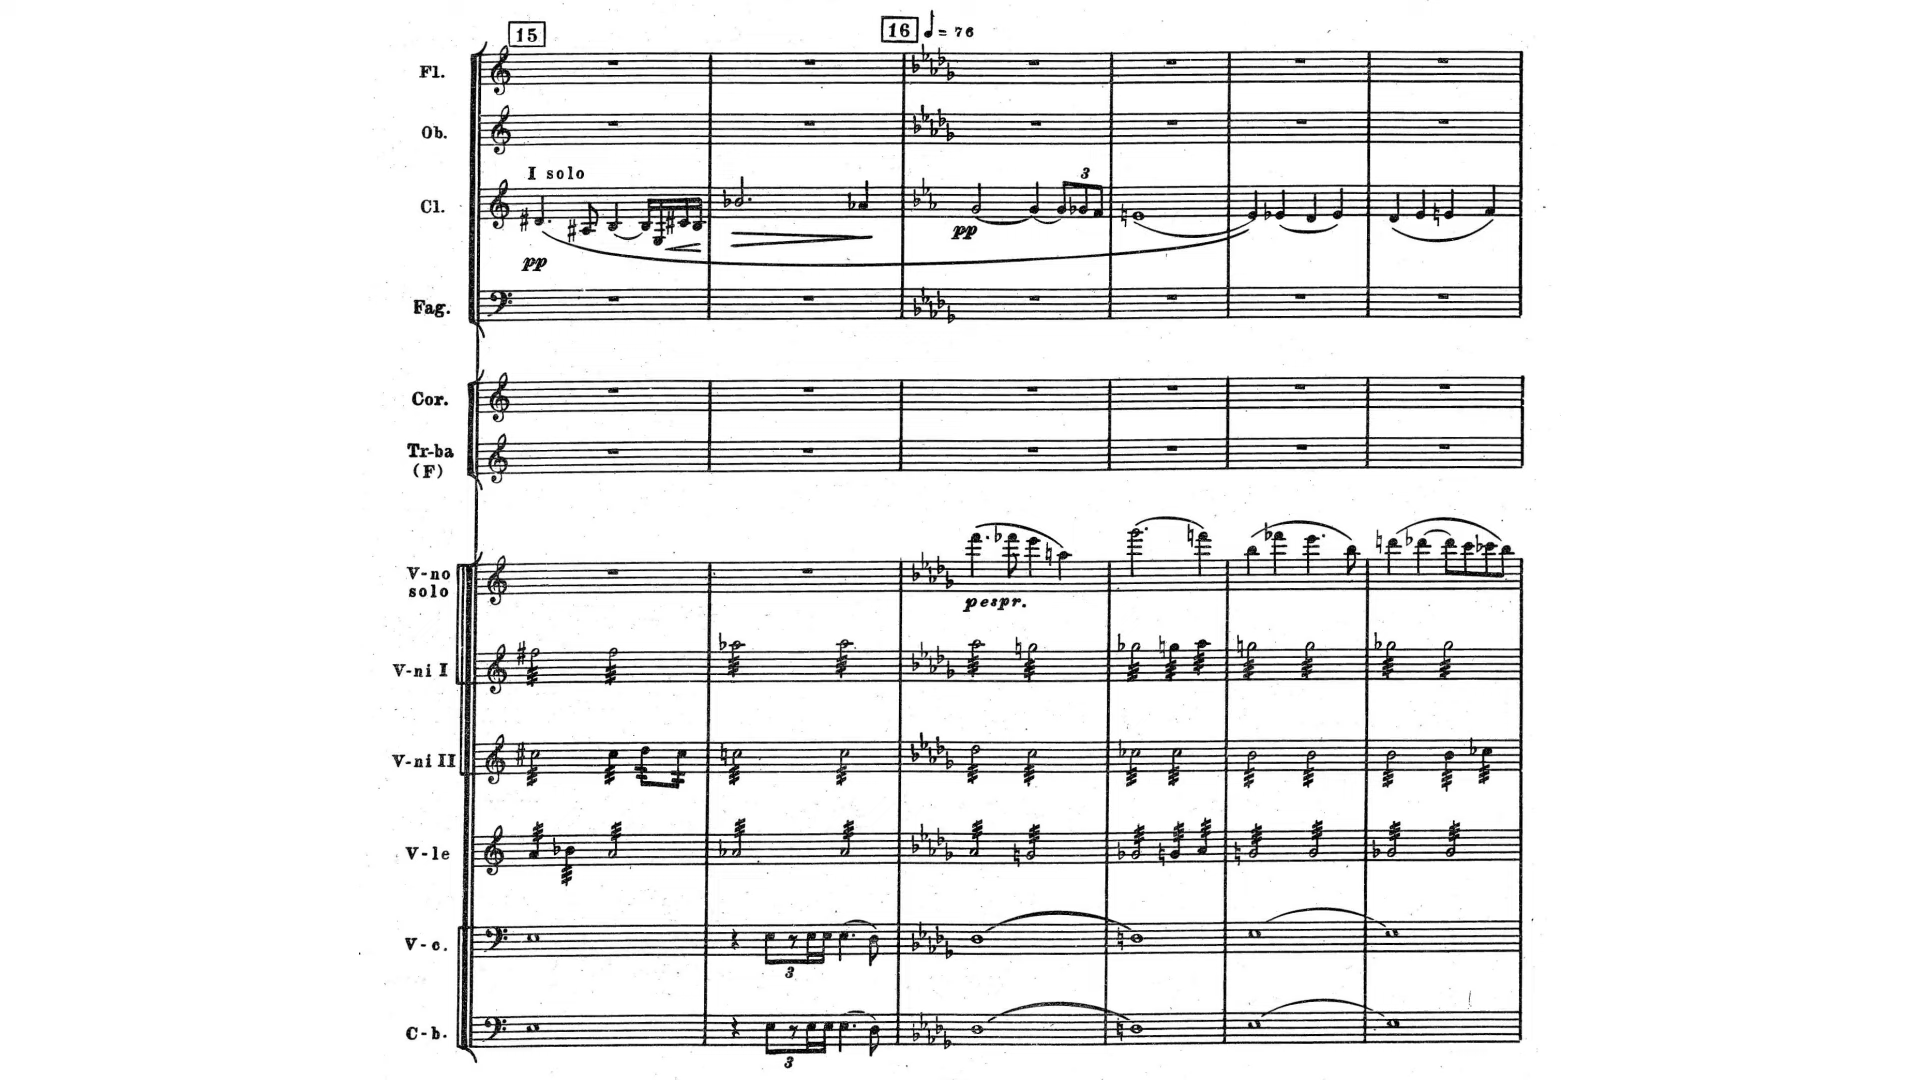 15
16 ♩= 76
Fl.
Ob.
I solo
Cl.
3
pp
pp
Fag.
Cor.
Tr-ba
(F)
V-no
solo
p espr.
V-ni I
V-ni II
V-le
V-c.
3
C-b.
3